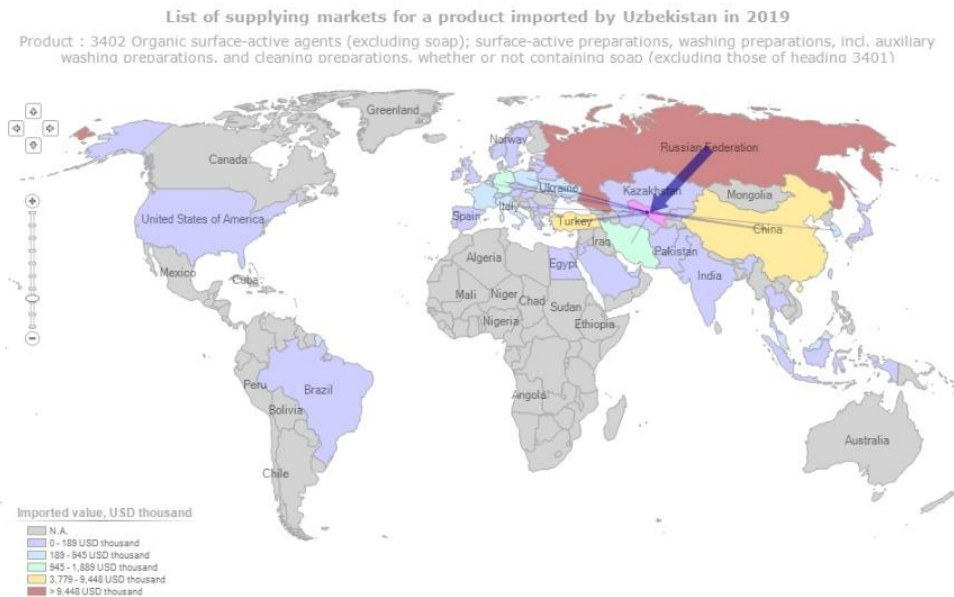 List of supplying markets for a product imported by Uzbekistan in 2019
Product : 3402 Organic surface-active agents (excluding soap); surface-active preparations, washing preparations, incl. auxiliary
washing preparations, and cleaning preparations, whether or not containing soap (excluding those of heading 3401)
Greenland
Norway
Canada
Russian Federation
Ukraine
Kazakhstan
Mongolia
United States of America
Italy
Spain
Turkey
China
Iraq
Pakistan
Mexico
Algeria
Egypt
India
Cuba
Mali
Niger
Chad
Sudan
Nigeria
Ethiopia
Peru
Brazil
Angola
Bolivia
Australia
Chile
Imported value, USD thousand
N.A.
0 - 189 USD thousand
189 - 945 USD thousand
945 - 1,889 USD thousand
3,779 - 9,448 USD thousand
> 9,448 USD thousand